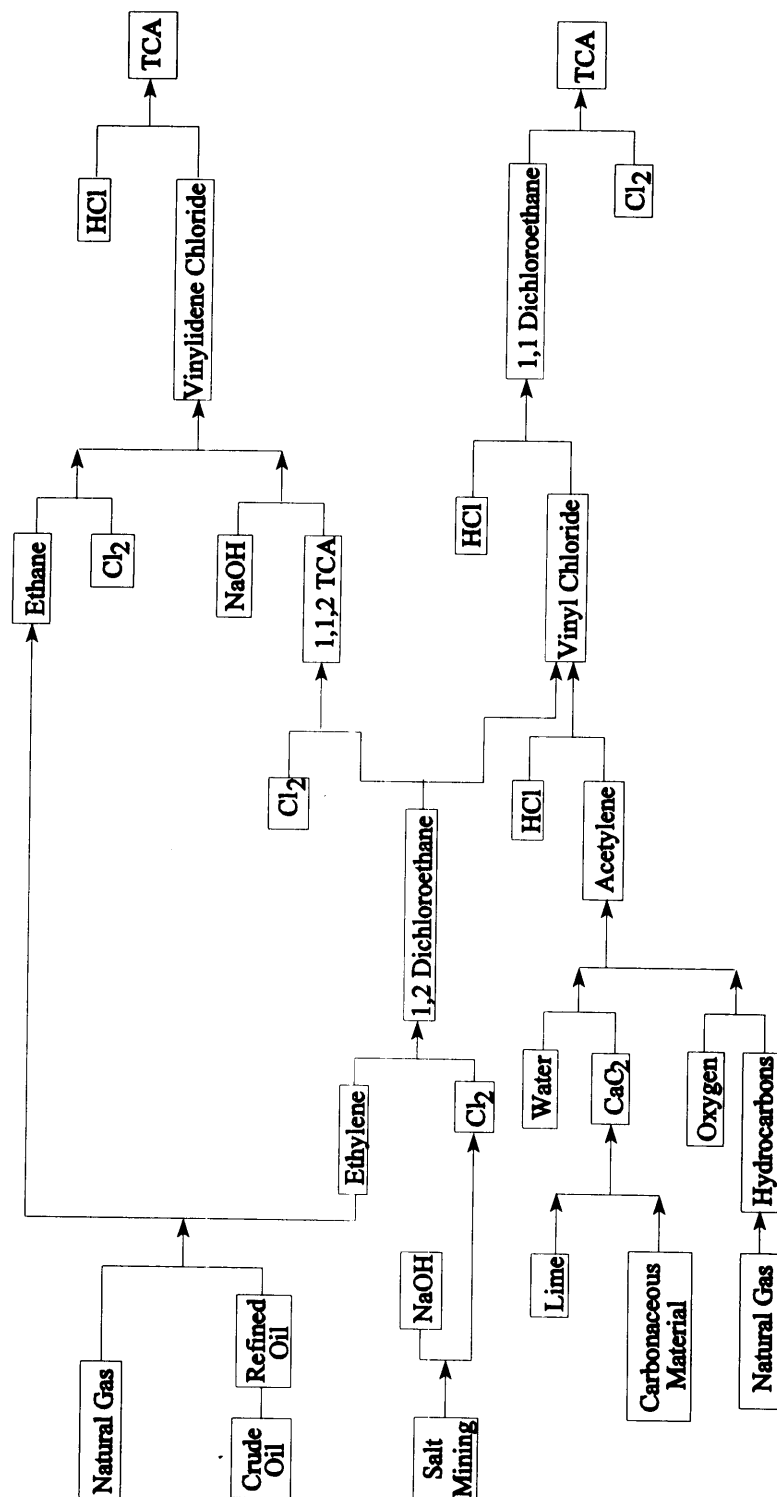 Natural Gas
Crude
Oil
Refined
Oil
Ethane
Cl2
HCl
TCA
Vinylidene Chloride
NaOH
1,1,2 TCA
Cl2
Ethylene
1,2 Dichloroethane
Cl2
Salt
Mining
NaOH
HCl
1,1 Dichloroethane
TCA
Cl2
Vinyl Chloride
HCl
Acetylene
Water
CaC2
Lime
Carbonaceous
Material
Oxygen
Hydrocarbons
Natural Gas